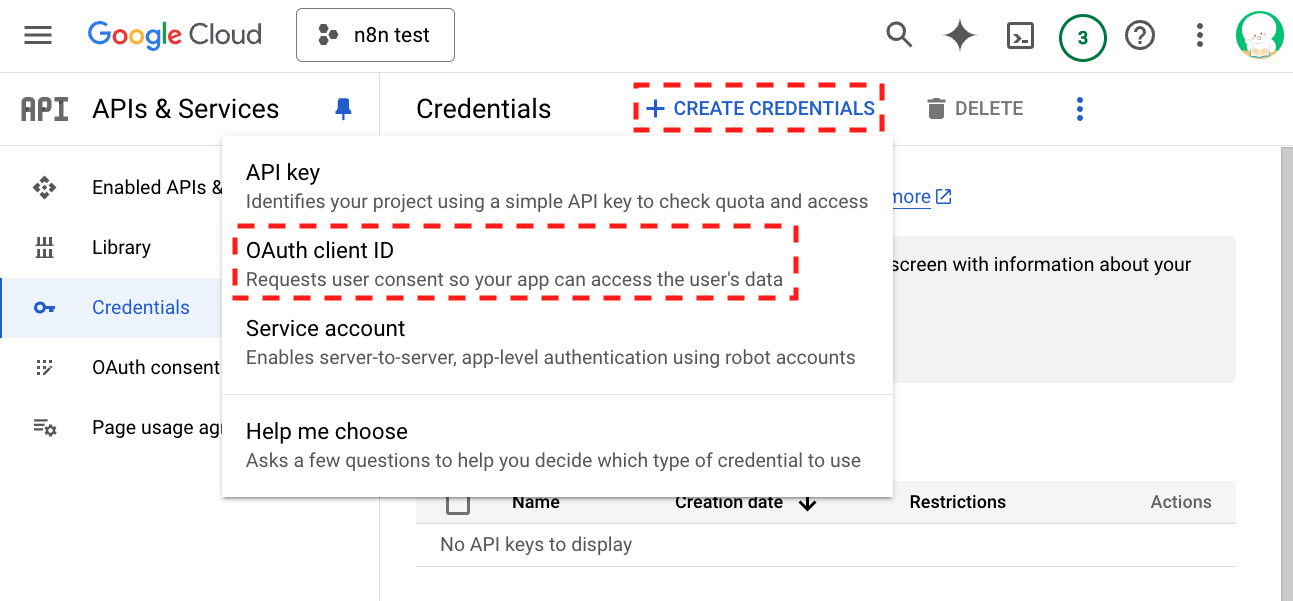 Google Cloud
n8n test
3
API
APIs & Services
Credentials
+ CREATE CREDENTIALS
DELETE
API key
Identifies your project using a simple API key to check quota and access
OAuth client ID
Requests user consent so your app can access the user's data
Service account
Enables server-to-server, app-level authentication using robot accounts
Help me choose
Asks a few questions to help you decide which type of credential to use
Enabled APIs &
Library
Credentials
OAuth consent
Page usage
more
screen with information about your
Name
Creation date
Restrictions
Actions
No API keys to display